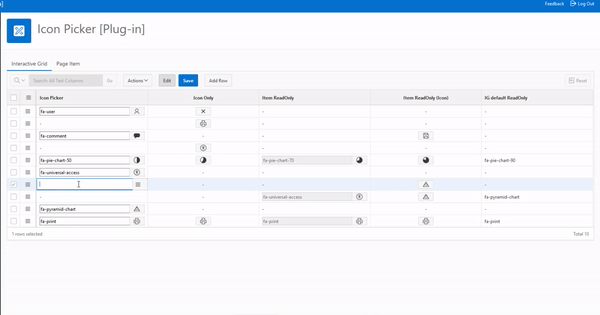 Feedback Log Out
Icon Picker [Plug-in]
Interactive Grid Page Item
Search: All Text Columns Go Actions Edit Save Add Row Reset
Icon Picker Icon Only Item ReadOnly Item ReadOnly (Icon) IG default ReadOnly
fa-user - - -
- - - -
fa-comment - - -
- - - -
fa-pie-chart-50 fa-pie-chart-75 fa-pie-chart-90
fa-universal-access - - - -
- - -
- - fa-universal-access fa-pyramid-chart
fa-pyramid-chart - - - -
fa-print fa-print fa-print
1 rows selected Total 10